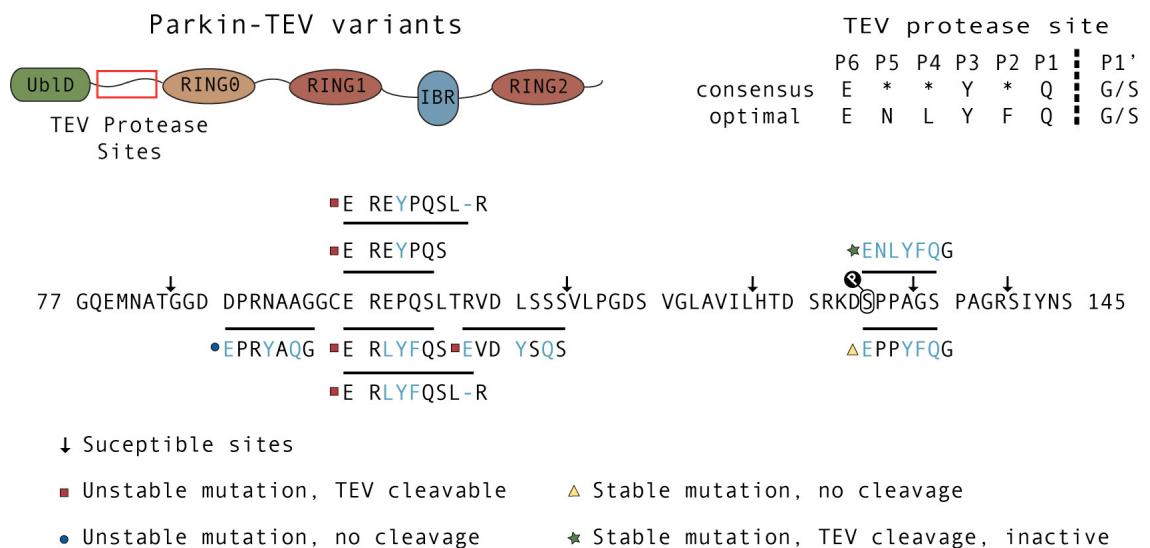 Parkin-TEV variants
TEV protease site
UblD
RING0
RING1
IBR
RING2
TEV Protease
Sites
P6 P5 P4 P3 P2 P1 P1'
consensus E * * Y * Q G/S
optimal E N L Y F Q G/S
E REYPQSL-R
E REYPQS
ENLYFQG
P
77 GQEMNATGGD DPRNAAGGCE REPQSLTRVD LSSSVLPGDS VGLAVILHTD SRKDSPPAGS PAGRSIYNS 145
EPRYAQG
E RLYFQS
EVD YSQS
EPPYFQG
E RLYFQSL-R
Suceptible sites
Unstable mutation, TEV cleavable
Stable mutation, no cleavage
Unstable mutation, no cleavage
Stable mutation, TEV cleavage, inactive